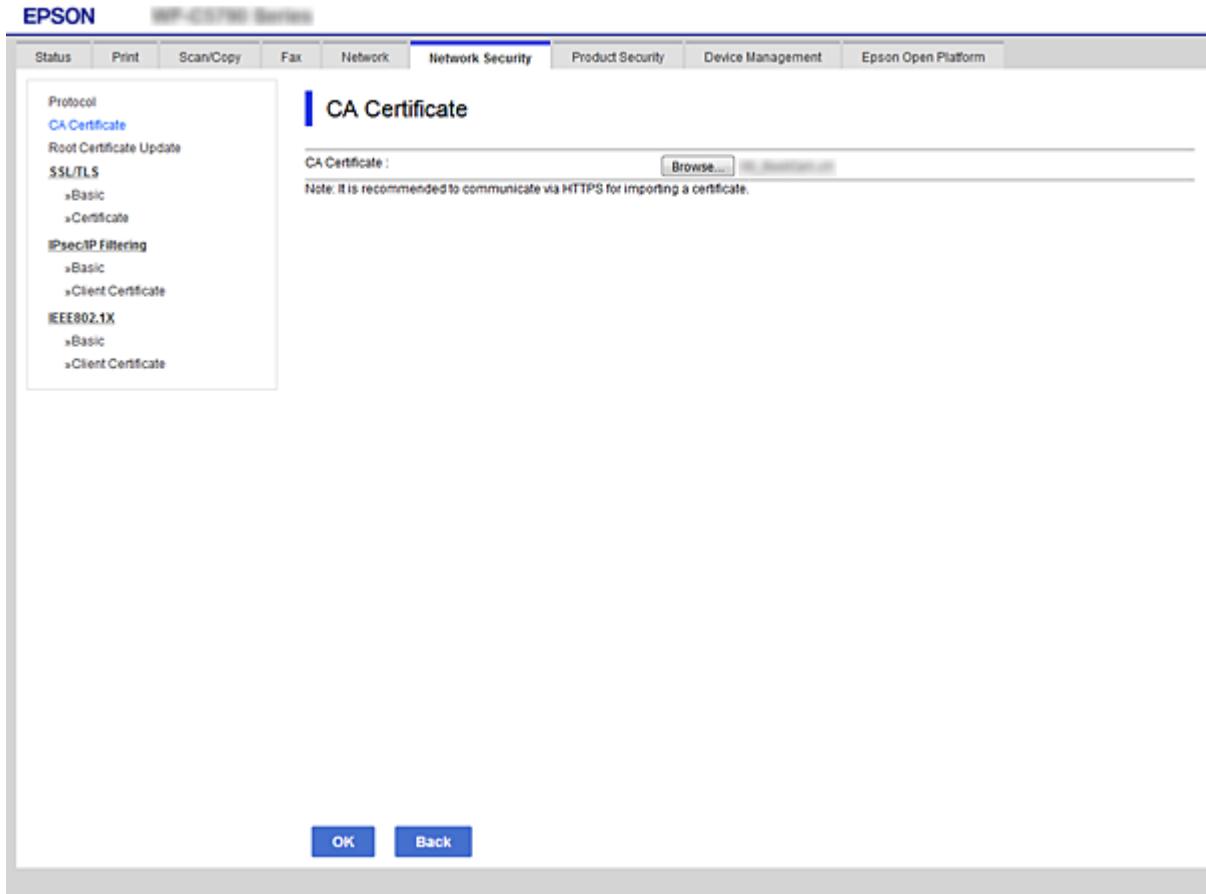 EPSON
Status Print Scan/Copy Fax Network Network Security Product Security Device Management Epson Open Platform
Protocol
CA Certificate
Root Certificate Update
SSL/TLS
»Basic
»Certificate
IPsec/IP Filtering
»Basic
»Client Certificate
IEEE802.1X
»Basic
»Client Certificate
CA Certificate
CA Certificate :
Browse...
Note: It is recommended to communicate via HTTPS for importing a certificate.
OK Back